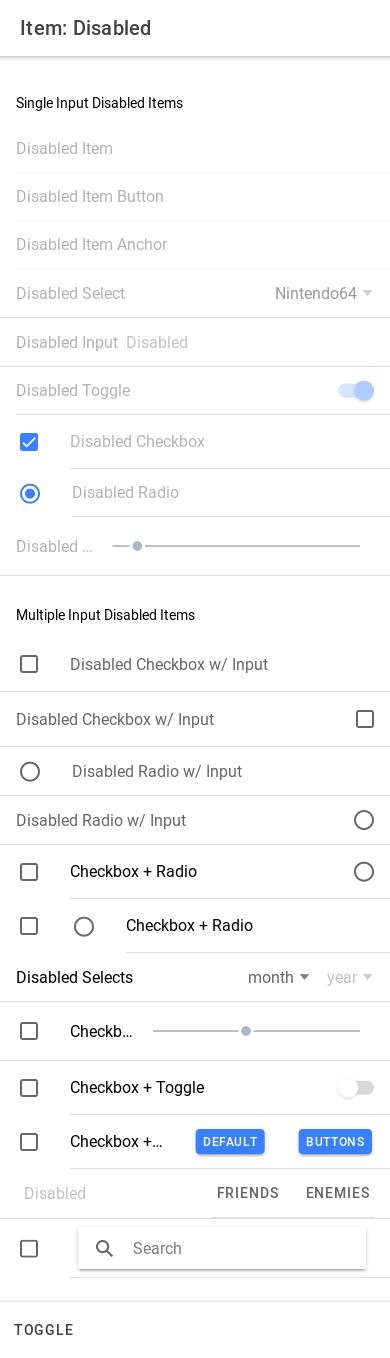 Item: Disabled
Single Input Disabled Items
Disabled Item
Disabled Item Button
Disabled Item Anchor
Disabled Select Nintendo64
Disabled Input Disabled
Disabled Toggle
Disabled Checkbox
Disabled Radio
Disabled ...
Multiple Input Disabled Items
Disabled Checkbox w/ Input
Disabled Checkbox w/ Input
Disabled Radio w/ Input
Disabled Radio w/ Input
Checkbox + Radio
Checkbox + Radio
Disabled Selects month year
Checkb...
Checkbox + Toggle
Checkbox +... DEFAULT BUTTONS
Disabled FRIENDS ENEMIES
Search
TOGGLE